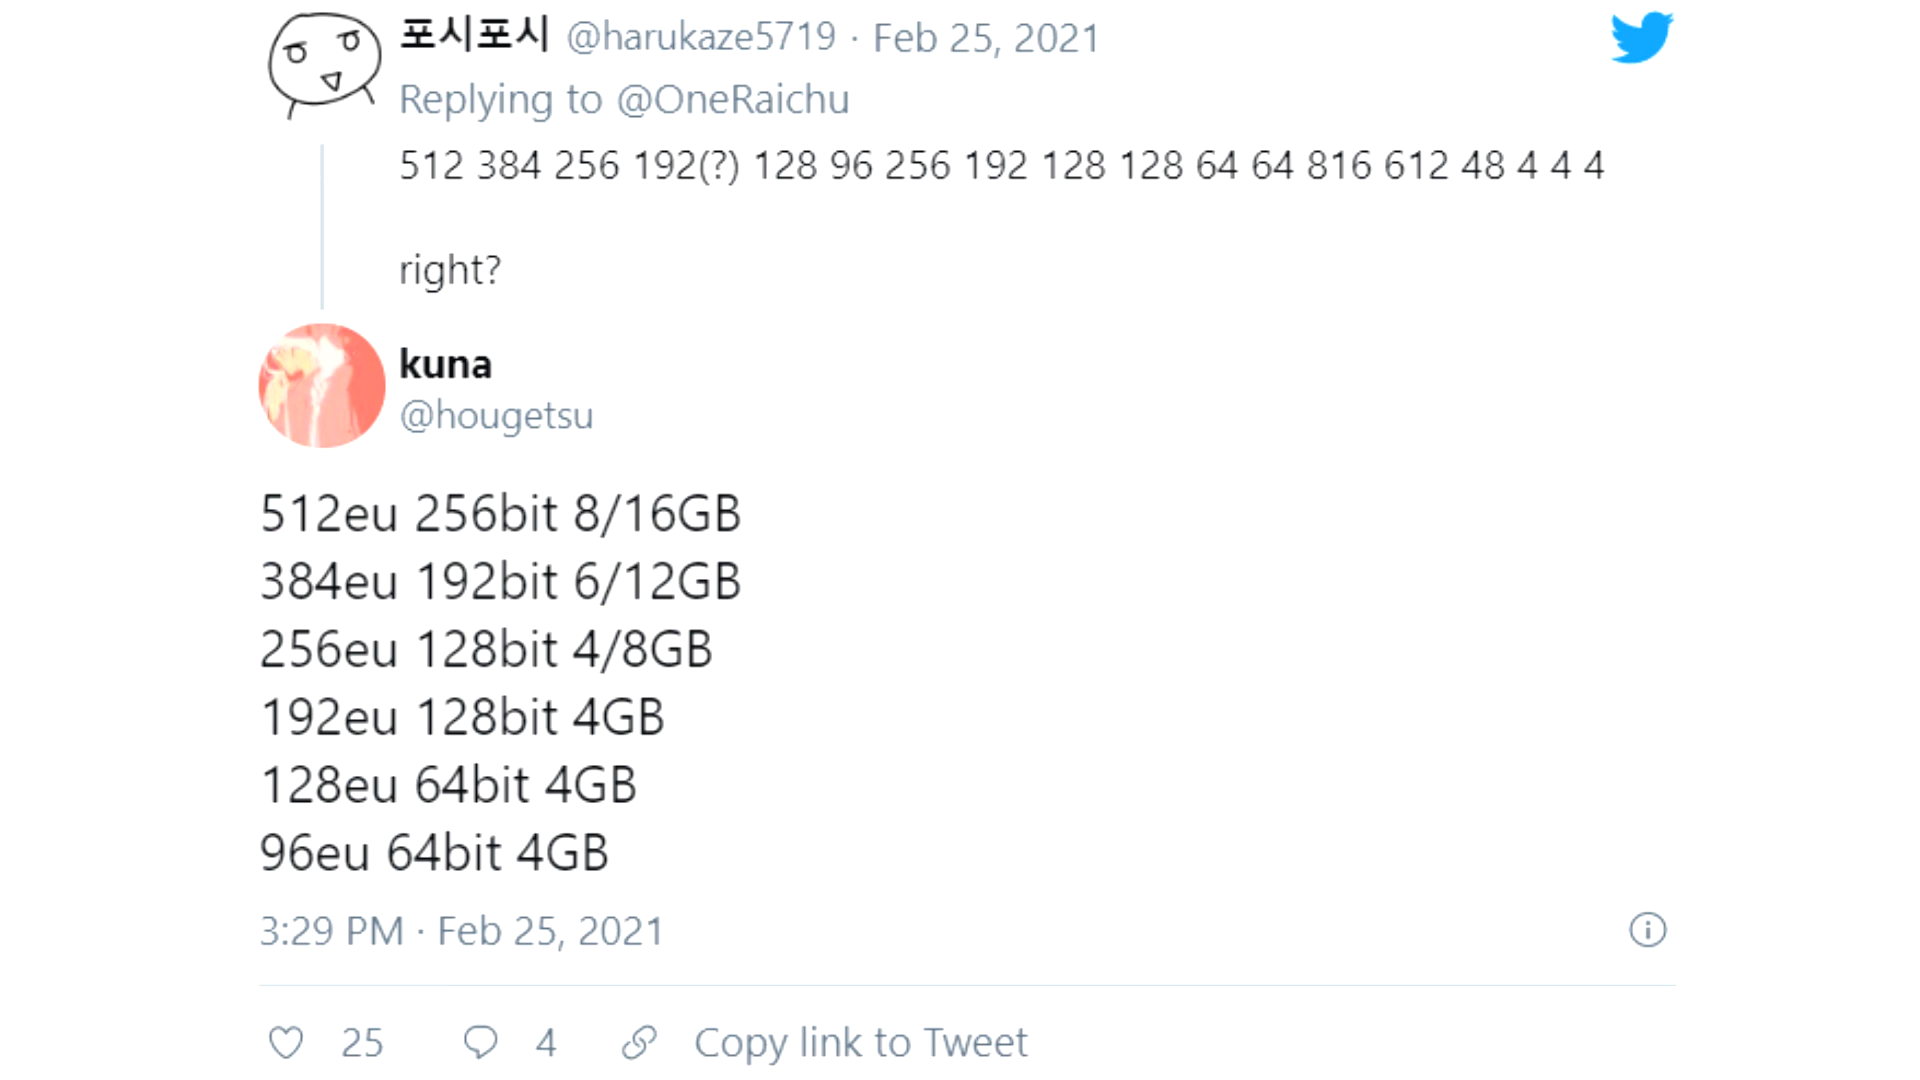 포시포시 @harukaze5719 · Feb 25, 2021
Replying to @OneRaichu
512 384 256 192(?) 128 96 256 192 128 128 64 64 816 612 48 4 4 4
right?
kuna
@hougetsu
512eu 256bit 8/16GB
384eu 192bit 6/12GB
256eu 128bit 4/8GB
192eu 128bit 4GB
128eu 64bit 4GB
96eu 64bit 4GB
3:29 PM · Feb 25, 2021
25 4 Copy link to Tweet